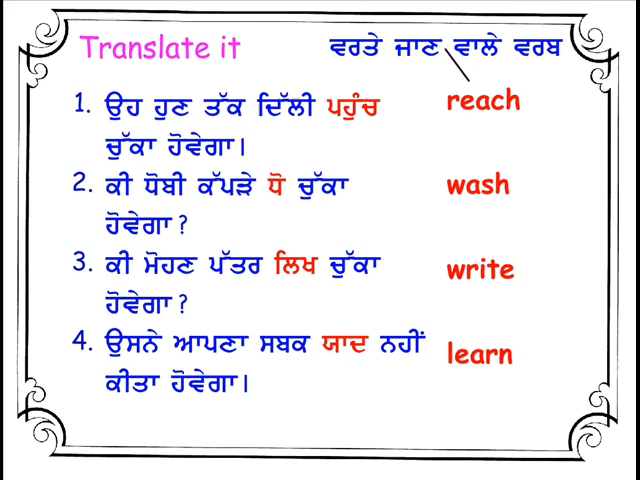 Translate it ਵਰਤੇ ਜਾਣ ਵਾਲੇ ਵਰਬ
1. ਉਹ ਹੁਣ ਤੱਕ ਦਿੱਲੀ ਪਹੁੰਚ reach
ਚੁੱਕਾ ਹੋਵੇਗਾ।
2. ਕੀ ਧੋਬੀ ਕੱਪੜੇ ਧੋ ਚੁੱਕਾ wash
ਹੋਵੇਗਾ?
3. ਕੀ ਮੋਹਣ ਪੱਤਰ ਲਿਖ ਚੁੱਕਾ write
ਹੋਵੇਗਾ?
4. ਉਸਨੇ ਆਪਣਾ ਸਬਕ ਯਾਦ ਨਹੀਂ learn
ਕੀਤਾ ਹੋਵੇਗਾ।